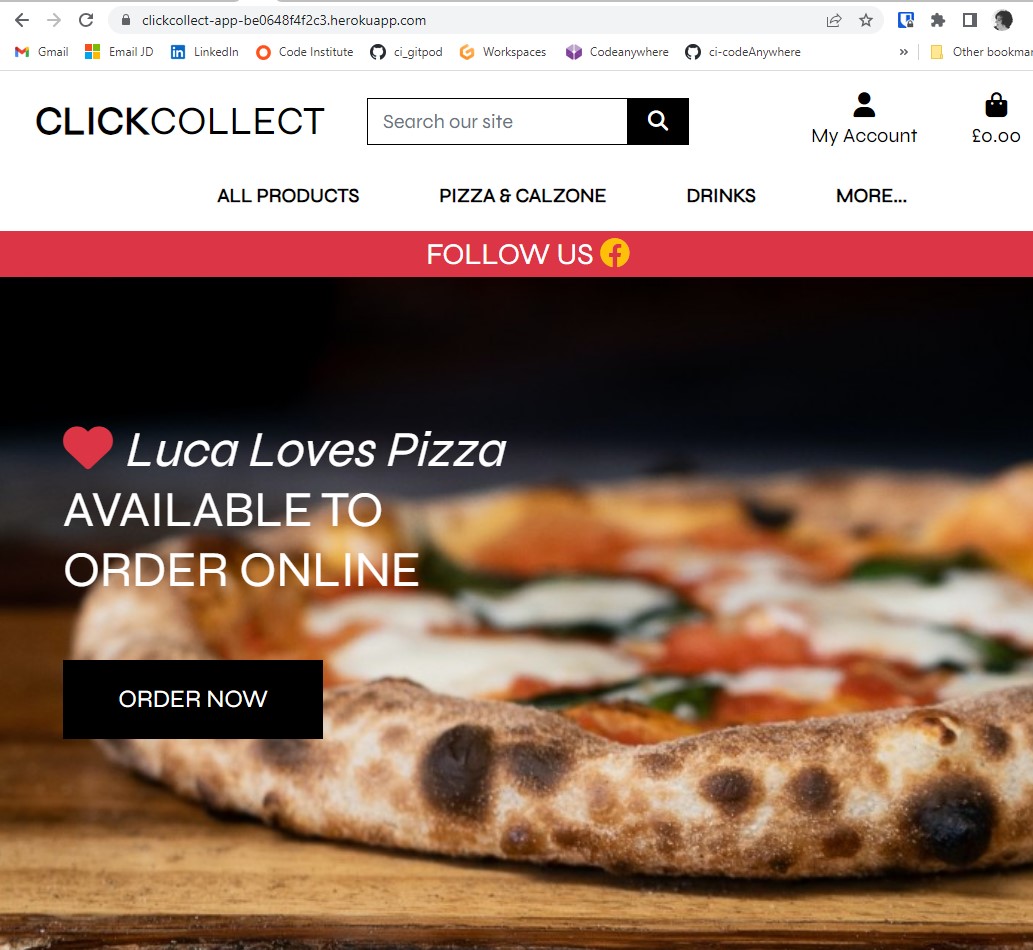 clickcollect-app-be0648f4f2c3.herokuapp.com
Gmail Email JD LinkedIn Code Institute ci_gitpod Workspaces Codeanywhere ci-codeAnywhere » Other bookmar
CLICKCOLLECT
Search our site
My Account
£0.00
ALL PRODUCTS PIZZA & CALZONE DRINKS MORE...
FOLLOW US
Luca Loves Pizza
AVAILABLE TO
ORDER ONLINE
ORDER NOW